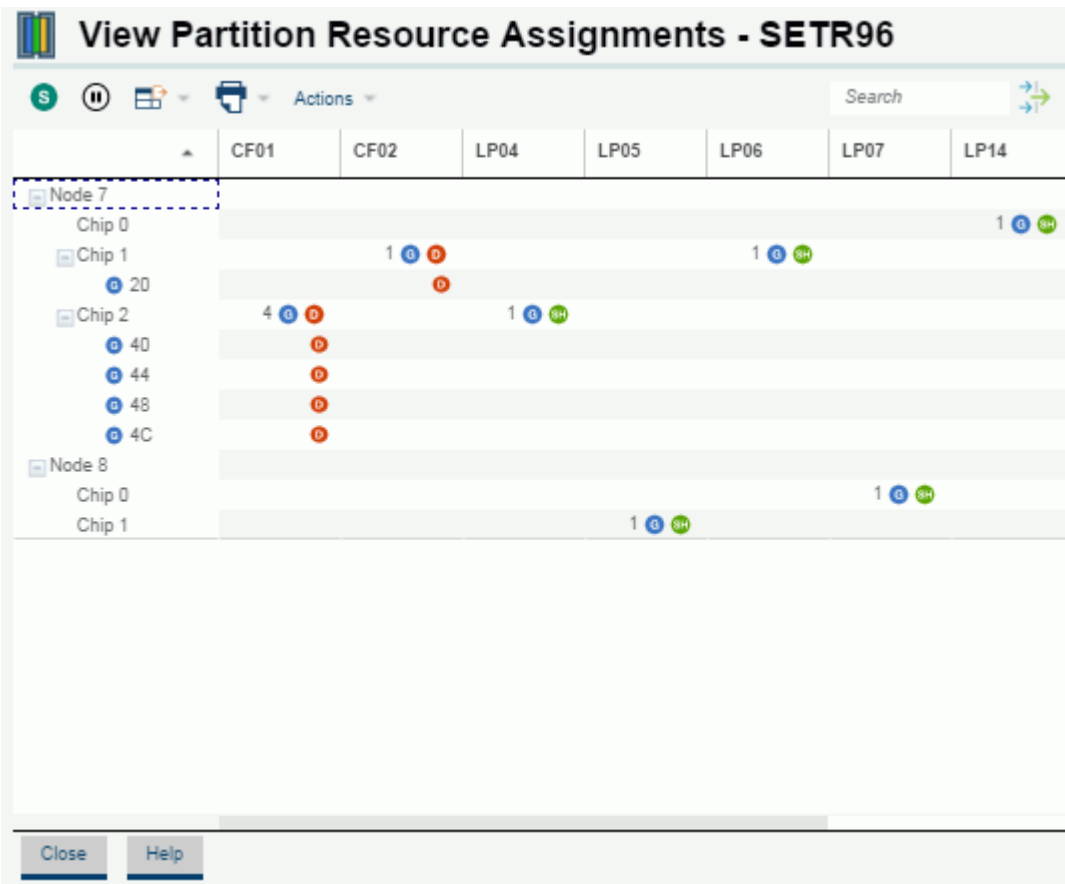 View Partition Resource Assignments - SETR96
S Actions Search
CF01 CF02 LP04 LP05 LP06 LP07 LP14
Node 7
Chip 0 1 G SH
Chip 1 1 G D 1 G SH
G 20 D
Chip 2 4 G D 1 G SH
G 40 D
G 44 D
G 48 D
G 4C D
Node 8
Chip 0 1 G SH
Chip 1 1 G SH
Close Help